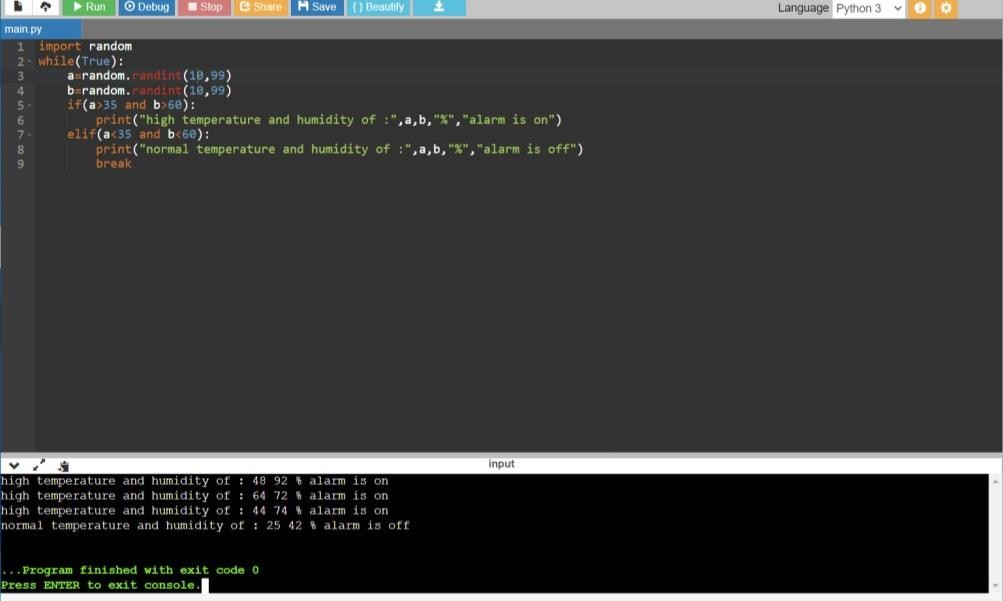 Run Debug Stop Share Save { } Beautify Language Python 3
main.py
1 import random
2 while(True):
3 a=random.randint(10,99)
4 b=random.randint(10,99)
5 if(a>35 and b>60):
6 print("high temperature and humidity of :",a,b,"%","alarm is on")
7 elif(a<35 and b<60):
8 print("normal temperature and humidity of :",a,b,"%","alarm is off")
9 break
input
high temperature and humidity of : 48 92 % alarm is on
high temperature and humidity of : 64 72 % alarm is on
high temperature and humidity of : 44 74 % alarm is on
normal temperature and humidity of : 25 42 % alarm is off
...Program finished with exit code 0
Press ENTER to exit console.